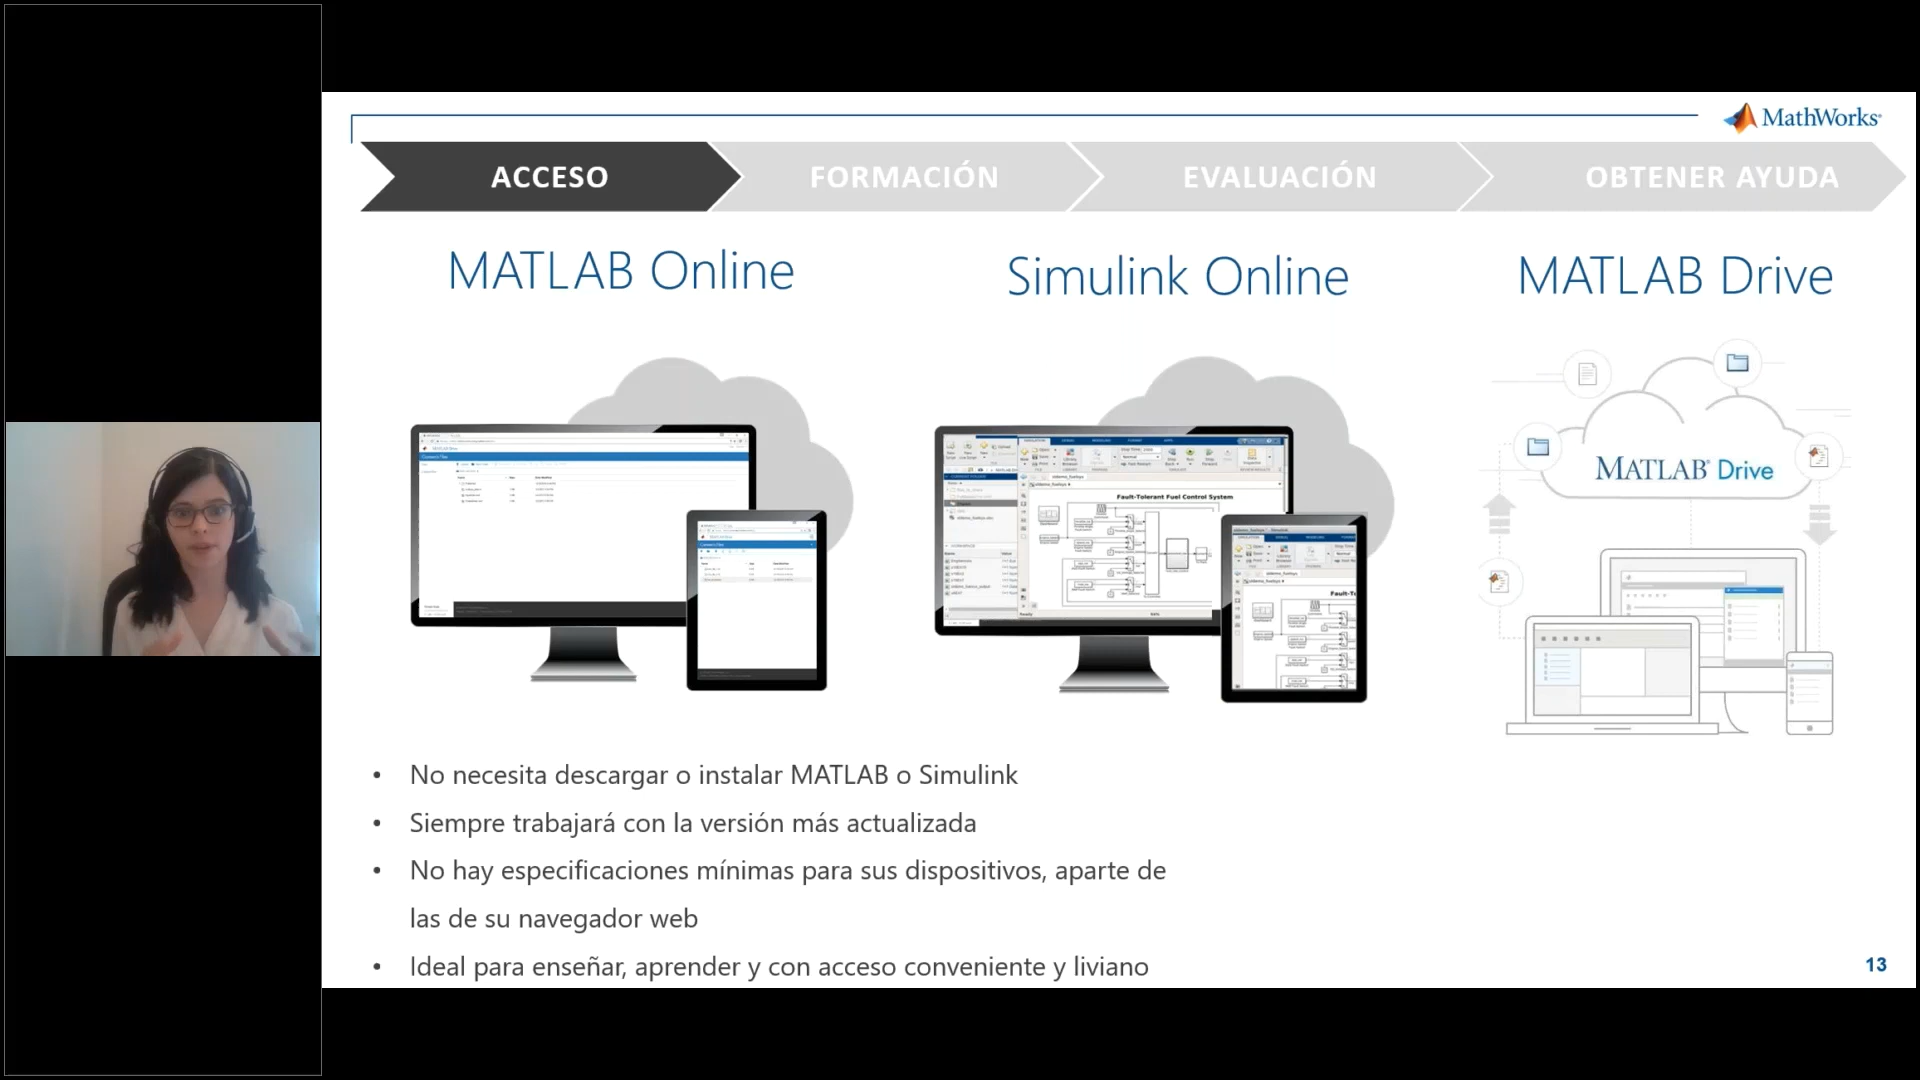 MathWorks®
ACCESO
FORMACIÓN
EVALUACIÓN
OBTENER AYUDA
MATLAB Online
Simulink Online
MATLAB Drive
Fault-Tolerant Fuel Control System
MATLAB® Drive
• No necesita descargar o instalar MATLAB o Simulink
• Siempre trabajará con la versión más actualizada
• No hay especificaciones mínimas para sus dispositivos, aparte de
las de su navegador web
• Ideal para enseñar, aprender y con acceso conveniente y liviano
13